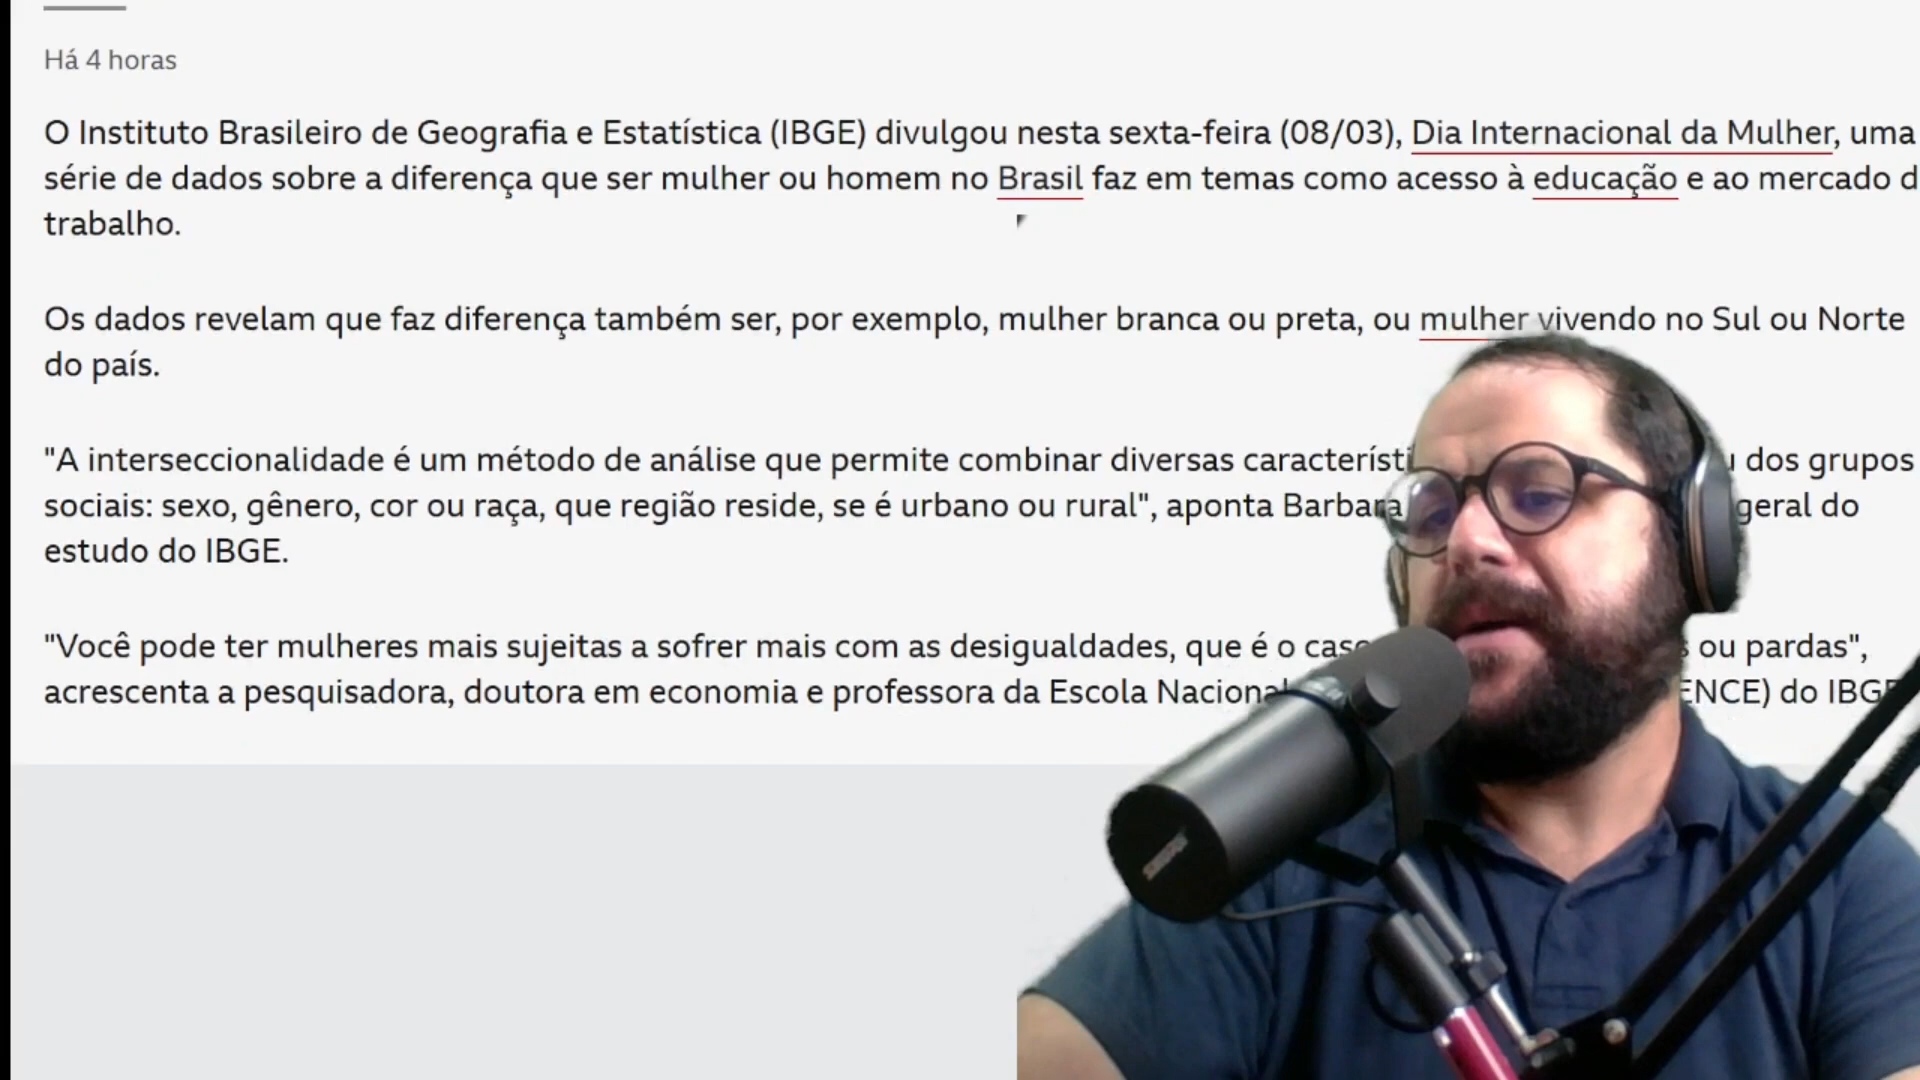 Há 4 horas
O Instituto Brasileiro de Geografia e Estatística (IBGE) divulgou nesta sexta-feira (08/03), Dia Internacional da Mulher, uma
série de dados sobre a diferença que ser mulher ou homem no Brasil faz em temas como acesso à educação e ao mercado d
trabalho.
Os dados revelam que faz diferença também ser, por exemplo, mulher branca ou preta, ou mulher vivendo no Sul ou Norte
do país.
"A interseccionalidade é um método de análise que permite combinar diversas característi dos grupos
sociais: sexo, gênero, cor ou raça, que região reside, se é urbano ou rural", aponta Barbara geral do
estudo do IBGE.
"Você pode ter mulheres mais sujeitas a sofrer mais com as desigualdades, que é o caso ou pardas",
acrescenta a pesquisadora, doutora em economia e professora da Escola Nacional ENCE) do IBGE